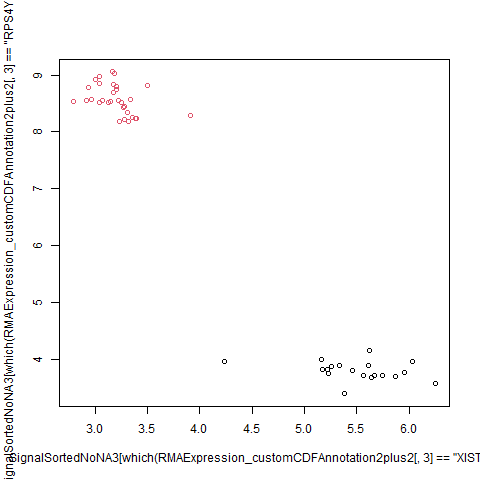 ignalSortedNoNA3[which(RMAExpression_customCDFAnnotation2plus2[, 3] == "RPS4Y
9
8
7
6
5
4
3.0 3.5 4.0 4.5 5.0 5.5 6.0
ignalSortedNoNA3[which(RMAExpression_customCDFAnnotation2plus2[, 3] == "XIST